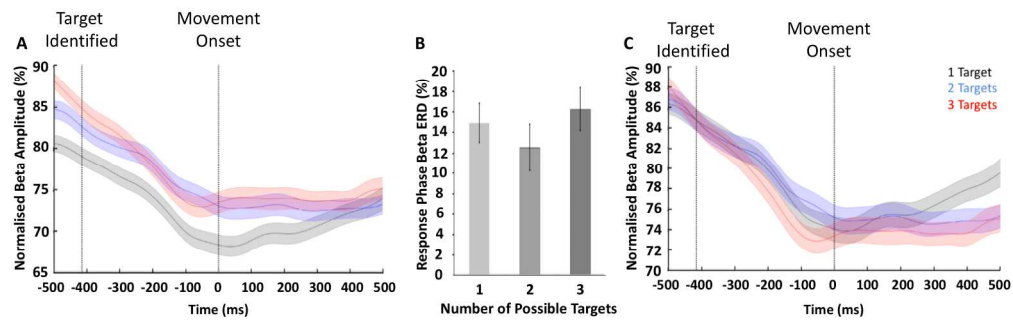 A
Target
Identified
Movement
Onset
Normalised Beta Amplitude (%)
90
85
80
75
70
65
-500 -400 -300 -200 -100 0 100 200 300 400 500
Time (ms)
B
Response Phase Beta ERD (%)
20
18
16
14
12
10
8
6
4
2
0
1 2 3
Number of Possible Targets
C
Target
Identified
Movement
Onset
1 Target
2 Targets
3 Targets
Normalised Beta Amplitude (%)
90
88
86
84
82
80
78
76
74
72
70
-500 -400 -300 -200 -100 0 100 200 300 400 500
Time (ms)